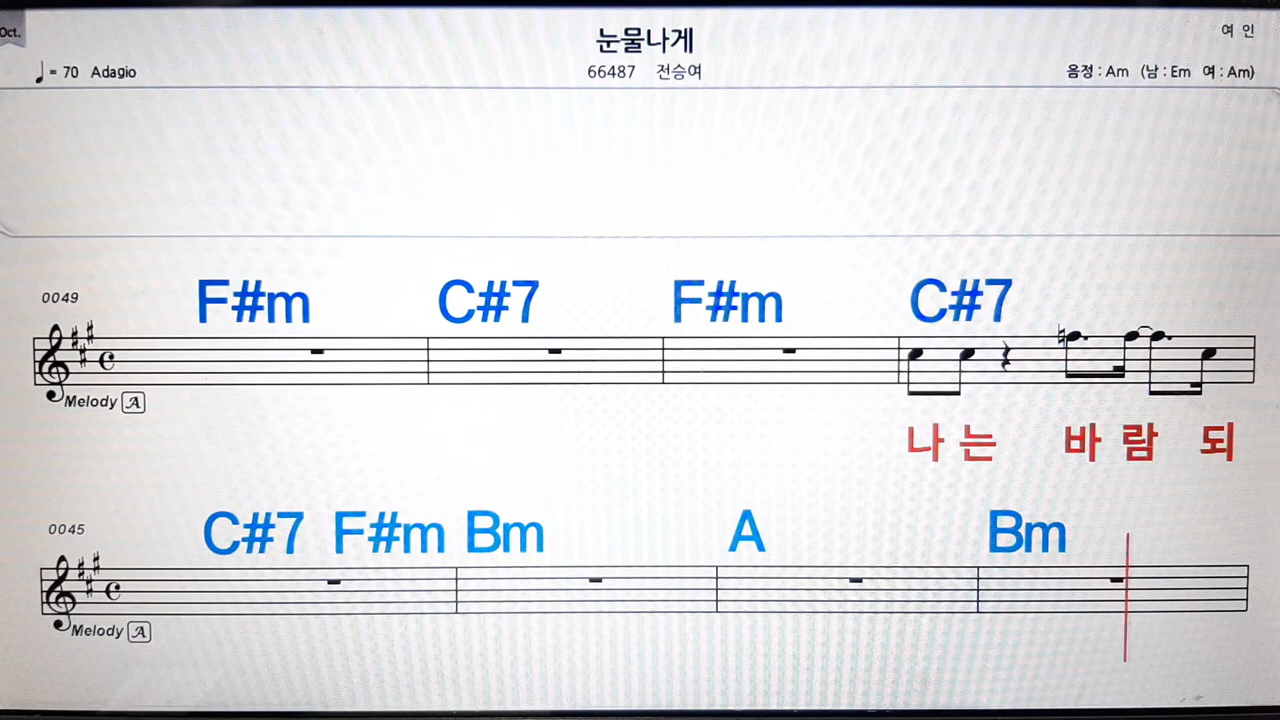 Oct.
눈물나게
여 인
♩= 70 Adagio
66487 전승여
음정 : Am (남 : Em 여 : Am)
0049
F#m C#7 F#m C#7
Melody A
나 는 바 람 되
0045
C#7 F#m Bm A Bm
Melody A